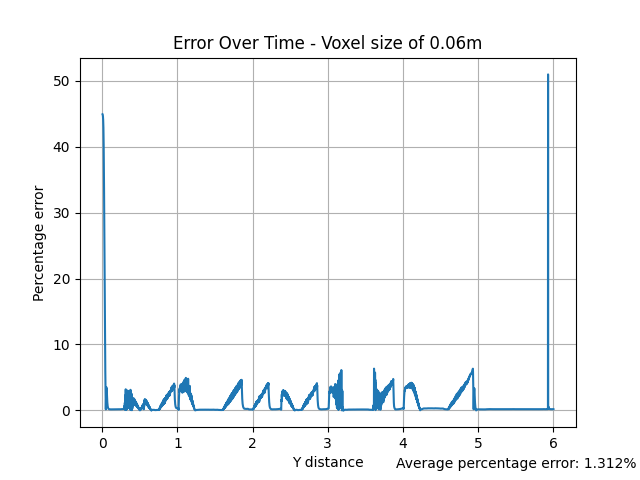 Error Over Time - Voxel size of 0.06m
50
40
30
20
10
0
Percentage error
0 1 2 3 4 5 6
Y distance
Average percentage error: 1.312%